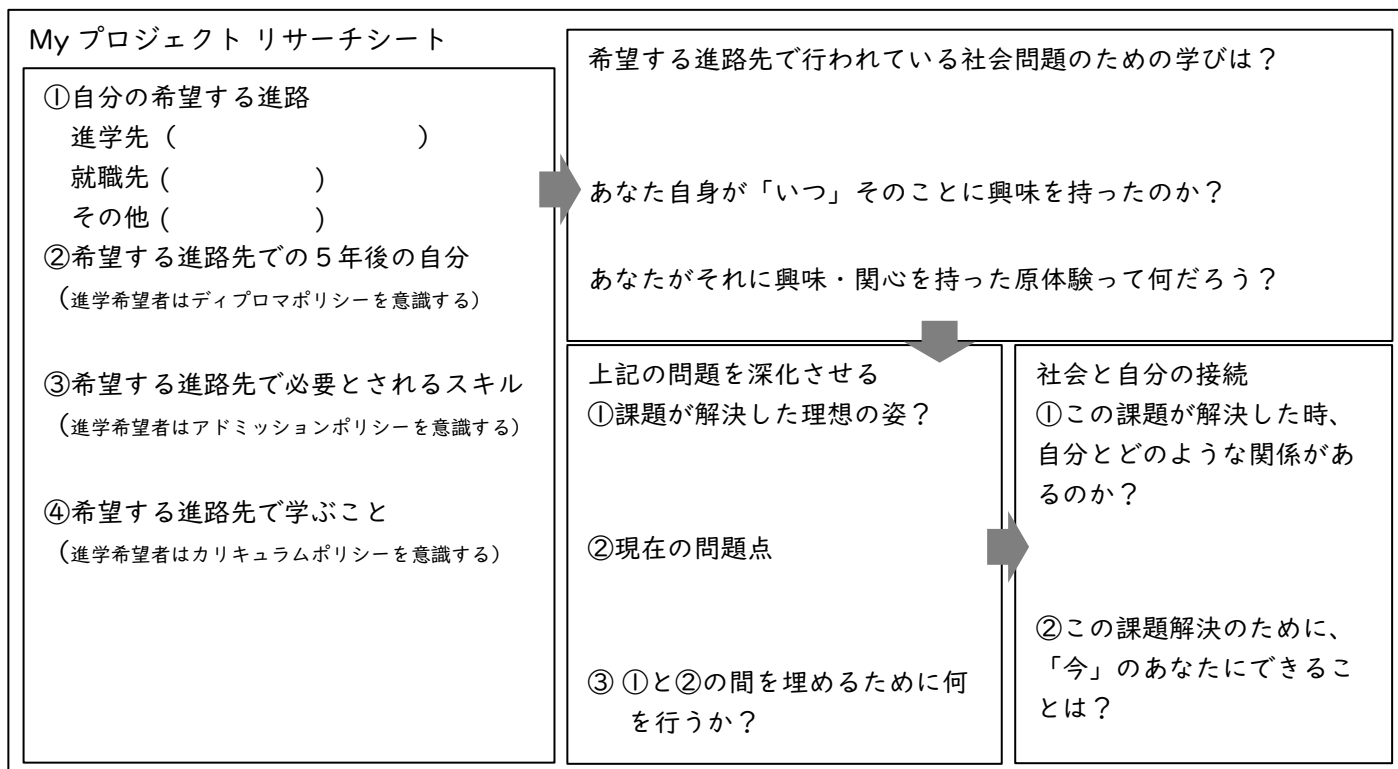 My プロジェクト リサーチシート
①自分の希望する進路
進学先（　　　　　　　　　　　）
就職先 (　　　　　　　)
その他 (　　　　　　　)
②希望する進路先での５年後の自分
（進学希望者はディプロマポリシーを意識する）
③希望する進路先で必要とされるスキル
（進学希望者はアドミッションポリシーを意識する）
④希望する進路先で学ぶこと
（進学希望者はカリキュラムポリシーを意識する）
希望する進路先で行われている社会問題のための学びは？
あなた自身が「いつ」そのことに興味を持ったのか？
あなたがそれに興味・関心を持った原体験って何だろう？
上記の問題を深化させる
①課題が解決した理想の姿？
②現在の問題点
③ ①と②の間を埋めるために何
を行うか？
社会と自分の接続
①この課題が解決した時、
自分とどのような関係があ
るのか？
②この課題解決のために、
「今」のあなたにできるこ
とは？